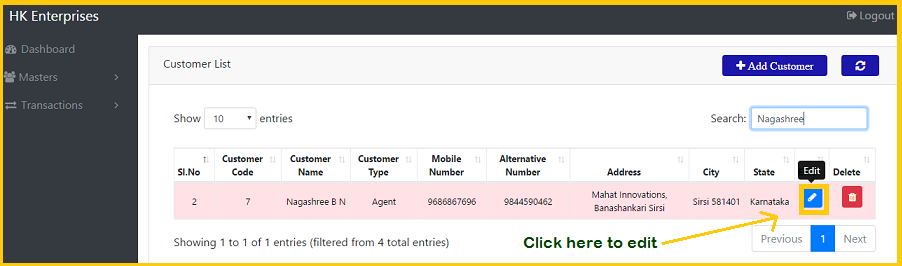 HK Enterprises
Logout
Dashboard
Masters
Transactions
Customer List
Add Customer
Show 10 entries
Search: Nagashree
Sl.No Customer Code Customer Name Customer Type Mobile Number Alternative Number Address City State Edit Delete
2 7 Nagashree B N Agent 9686867696 9844590462 Mahat Innovations, Banashankari Sirsi Sirsi 581401 Karnataka
Showing 1 to 1 of 1 entries (filtered from 4 total entries)
Click here to edit
Previous 1 Next